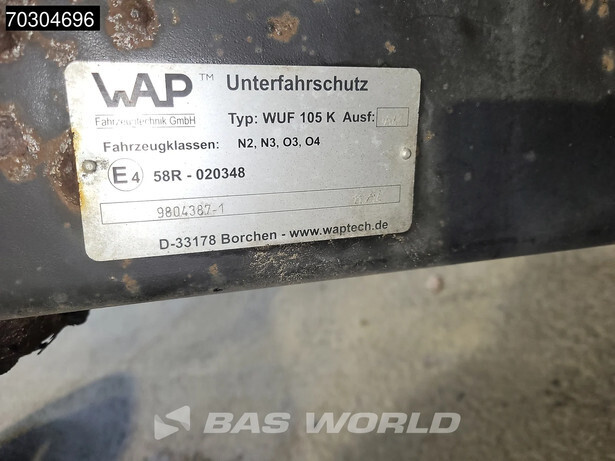 70304696
WAP™ Unterfahrschutz
Fahrzeugtechnik GmbH
Typ: WUF 105 K Ausf:
Fahrzeugklassen: N2, N3, O3, O4
E4 58R - 020348
9804387-1
D-33178 Borchen - www.waptech.de
BAS WORLD